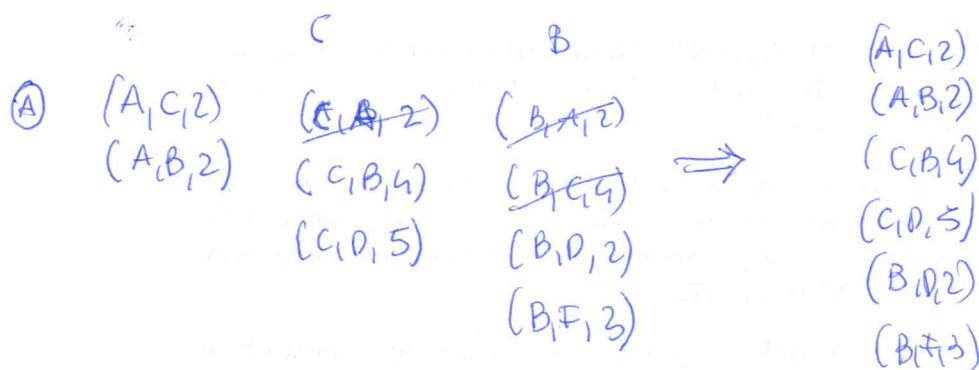 C B
(A,C,2)
Ⓐ (A,C,2) (C,A,2) (B,A,2) (A,B,2)
(A,B,2) (C,B,4) (B,C,4) ⇒ (C,B,4)
(C,D,5) (B,D,2) (C,D,5)
(B,F,3) (B,D,2)
(B,F,3)